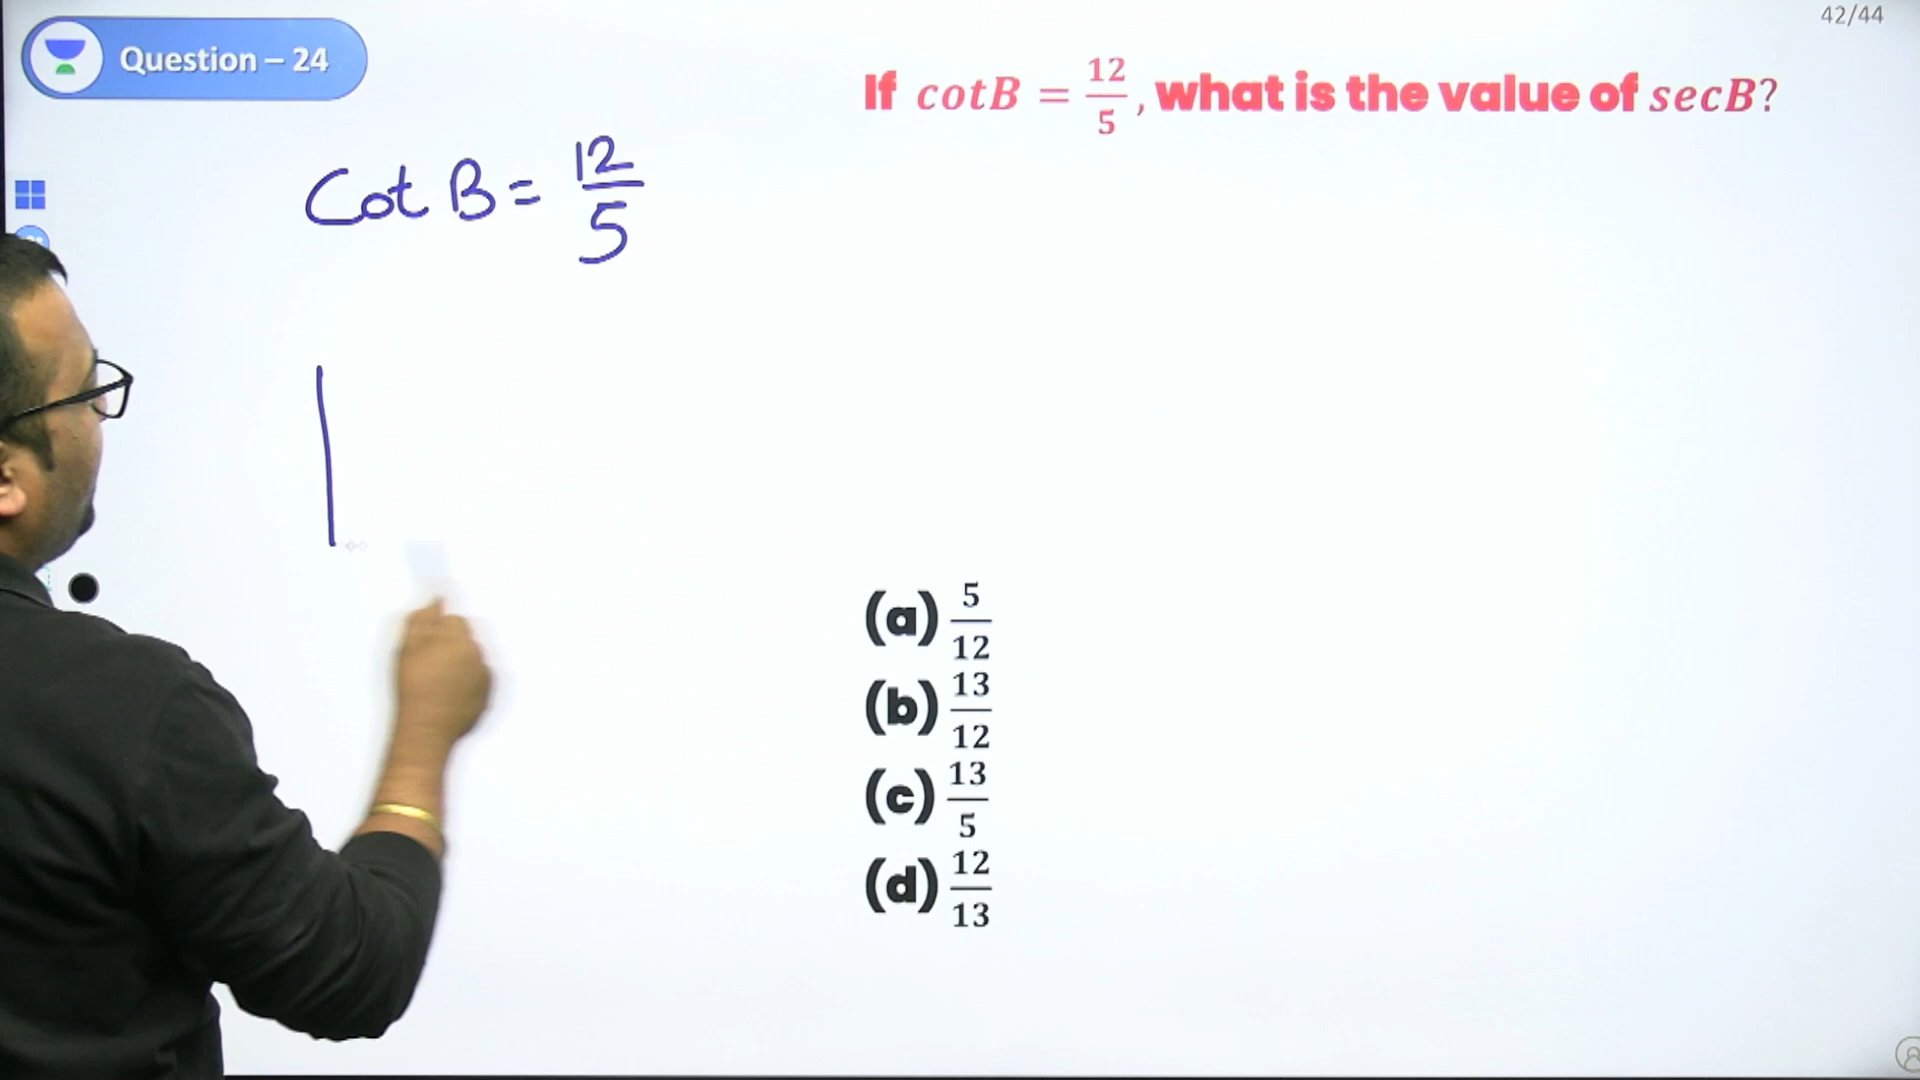 42/44
Question – 24
If cotB = 12/5, what is the value of secB?
Cot B = 12/5
(a) 5/12
(b) 13/12
(c) 13/5
(d) 12/13